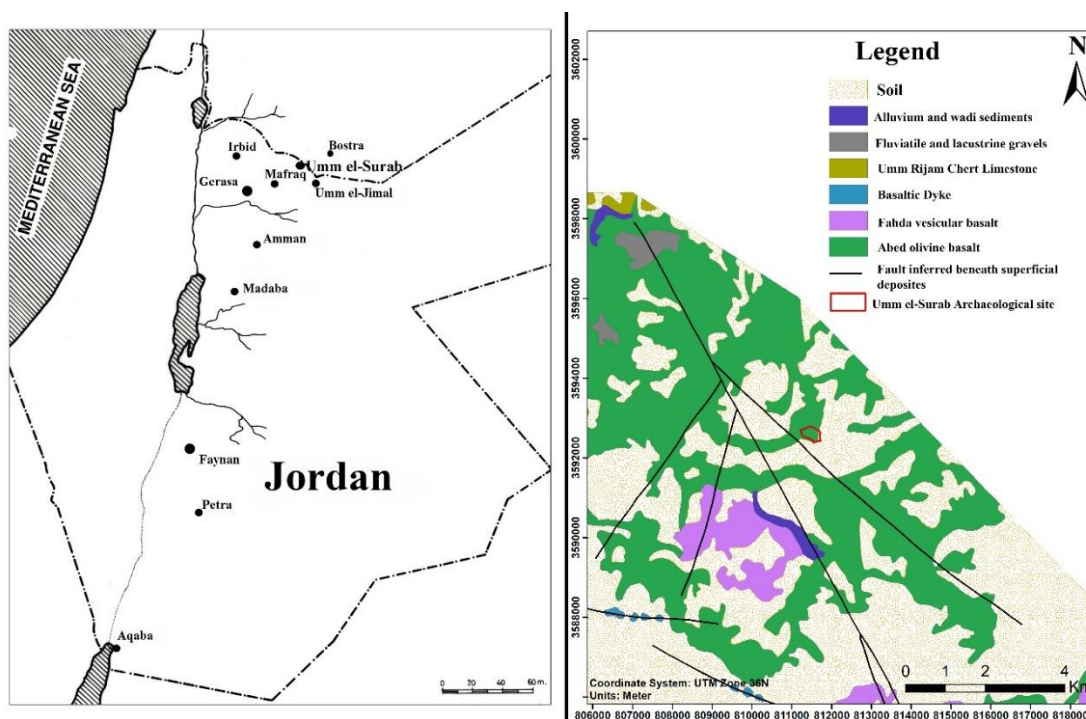 MEDITERRANEAN SEA
Irbid
Bostra
Umm el-Surab
Mafraq
Gerasa
Umm el-Jimal
Amman
Madaba
Faynan
Jordan
Petra
Aqaba
0 20 40 60 m.
Legend
N
Soil
Alluvium and wadi sediments
Fluviatile and lacustrine gravels
Umm Rijam Chert Limestone
Basaltic Dyke
Fahda vesicular basalt
Abed olivine basalt
Fault inferred beneath superficial
deposites
Umm el-Surab Archaeological site
3602000
3600000
3598000
3596000
3594000
3592000
3590000
3588000
Coordinate System: UTM Zone 36N
Units: Meter
0 1 2 4
Km
806000 807000 808000 809000 810000 811000 812000 813000 814000 815000 816000 817000